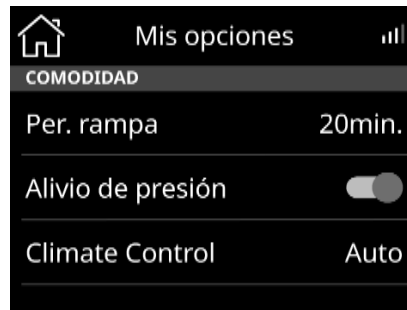 Mis opciones
COMODIDAD
Per. rampa 20min.
Alivio de presión
Climate Control Auto